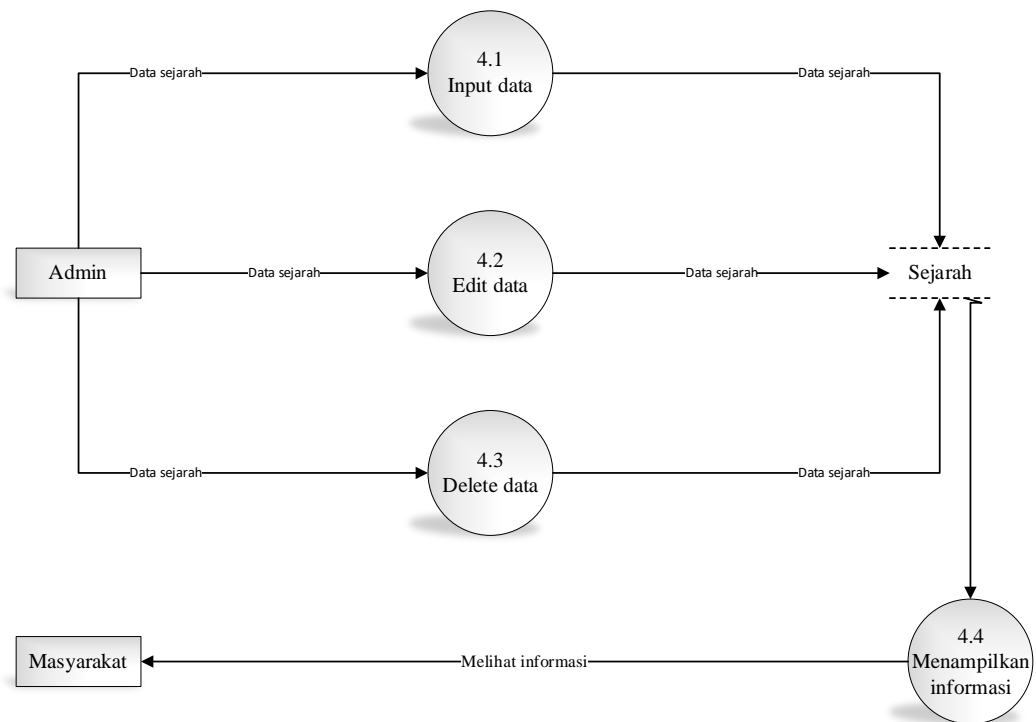 4.1
Input data
Data sejarah
Data sejarah
Admin
Data sejarah
4.2
Edit data
Data sejarah
Sejarah
4.3
Delete data
Data sejarah
Data sejarah
Masyarakat
Melihat informasi
4.4
Menampilkan
informasi